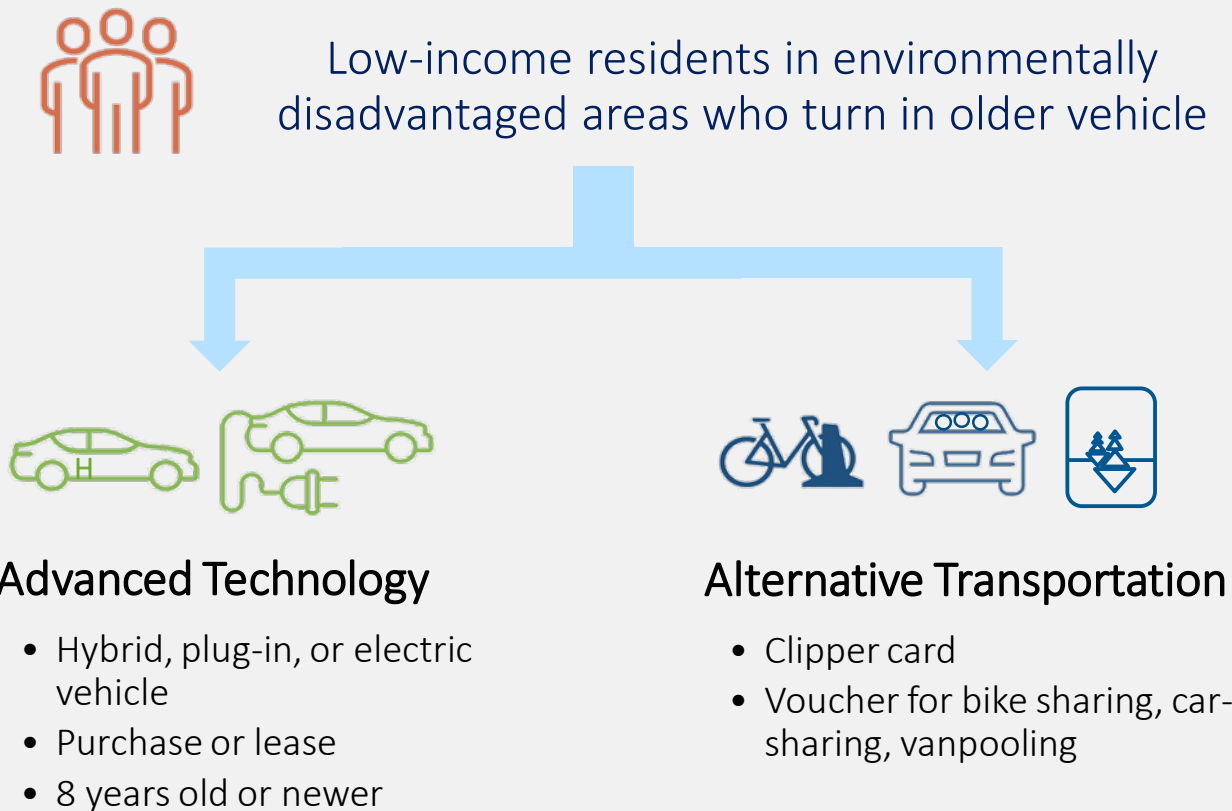 Low-income residents in environmentally
disadvantaged areas who turn in older vehicle
H
Advanced Technology
• Hybrid, plug-in, or electric
vehicle
• Purchase or lease
• 8 years old or newer
Alternative Transportation
• Clipper card
• Voucher for bike sharing, car-
sharing, vanpooling